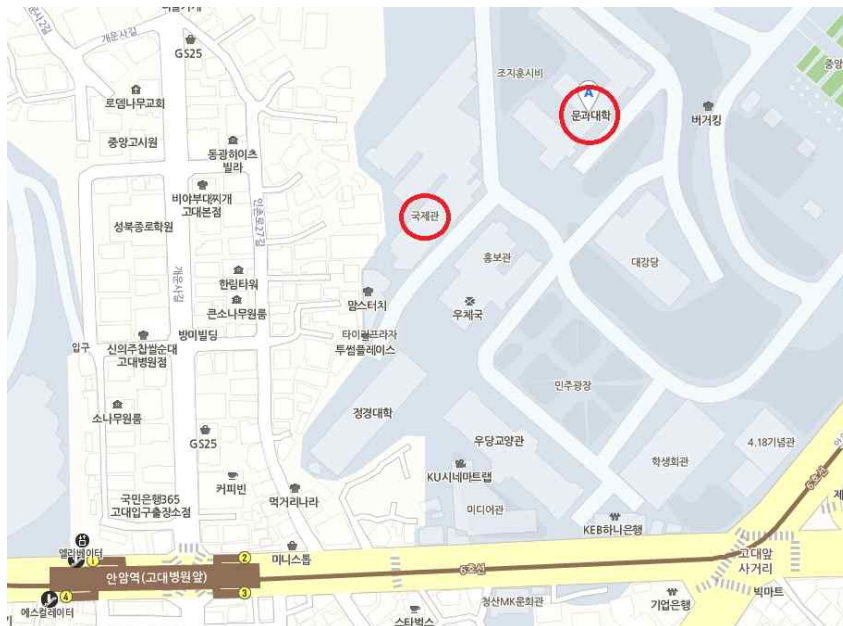 개운사길
GS25
로뎀나무교회
중앙고시원
동광하이츠
빌라
비야부대찌개
고대본점
성북종로학원
인촌로27길
개운사길
한림타워
큰소나무원룸
방미빌딩
입구
신의주찹쌀순대
고대병원점
소나무원룸
GS25
커피빈
국민은행365
고대입구출장소점
먹거리나라
미니스톱
엘리베이터
1
2
안암역(고대병원앞)
4
3
에스컬레이터
스타벅스
조지훈시비
A
문과대학
버거킹
중앙
국제관
홍보관
대강당
우체국
맘스터치
투썸플레이스
민주광장
정경대학
우당교양관
학생회관
4.18기념관
KU시네마트랩
미디어관
KEB하나은행
6호선
6호선
고대앞
사거리
제
빅마트
기업은행
청산MK문화관